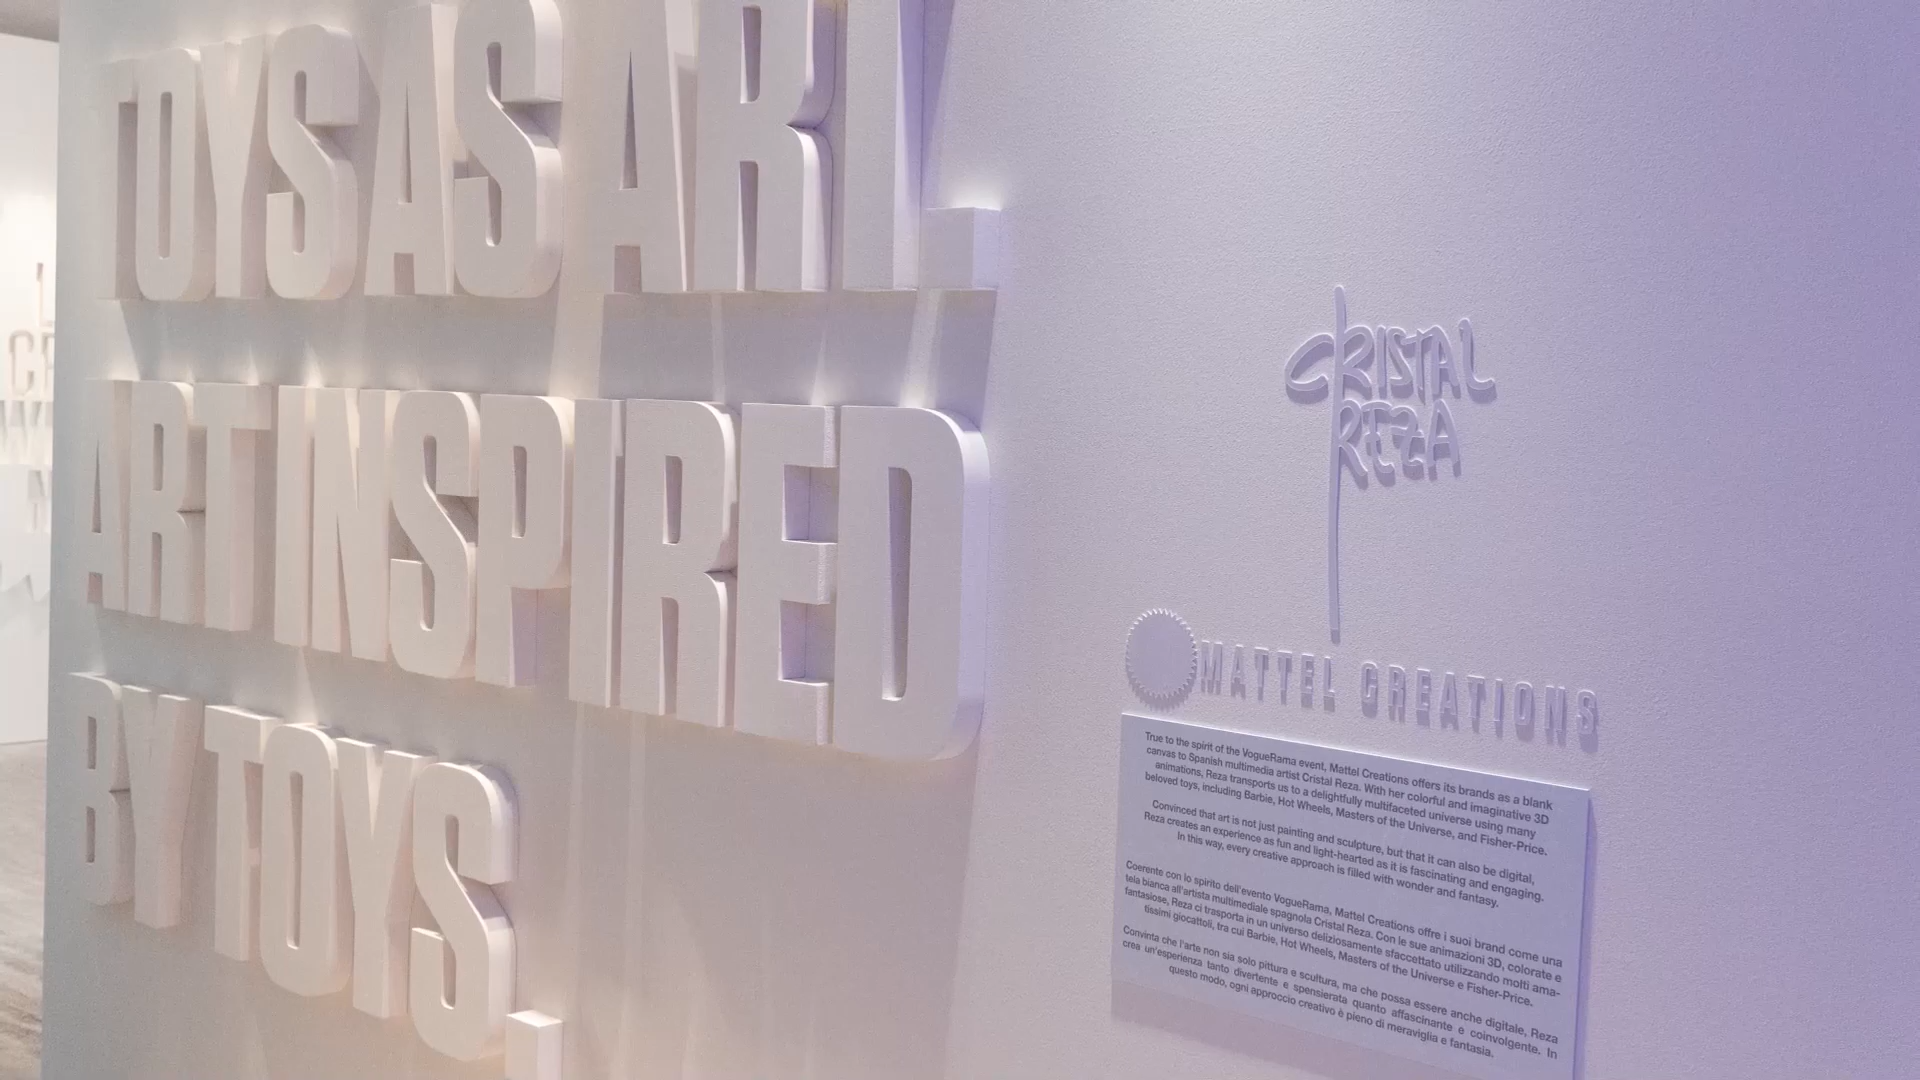 TOYS AS ART.
ART INSPIRED
BY TOYS.
CRISTAL
REZA
MATTEL CREATIONS
True to the spirit of the VogueRama event, Mattel Creations offers its brands as a blank
canvas to Spanish multimedia artist Cristal Reza. With her colorful and imaginative 3D
animations, Reza transports us to a delightfully multifaceted universe using many
beloved toys, including Barbie, Hot Wheels, Masters of the Universe, and Fisher-Price.
Convinced that art is not just painting and sculpture, but that it can also be digital,
Reza creates an experience as fun and light-hearted as it is fascinating and engaging.
In this way, every creative approach is filled with wonder and fantasy.
Coerente con lo spirito dell'evento VogueRama, Mattel Creations offre i suoi brand come una
tela bianca all'artista multimediale spagnola Cristal Reza. Con le sue animazioni 3D, colorate e
fantasiose, Reza ci trasporta in un universo deliziosamente sfaccettato utilizzando molti ama-
tissimi giocattoli, tra cui Barbie, Hot Wheels, Masters of the Universe e Fisher-Price.
Convinta che l'arte non sia solo pittura e scultura, ma che possa essere anche digitale, Reza
crea un'esperienza tanto divertente e spensierata quanto affascinante e coinvolgente. In
questo modo, ogni approccio creativo è pieno di meraviglia e fantasia.